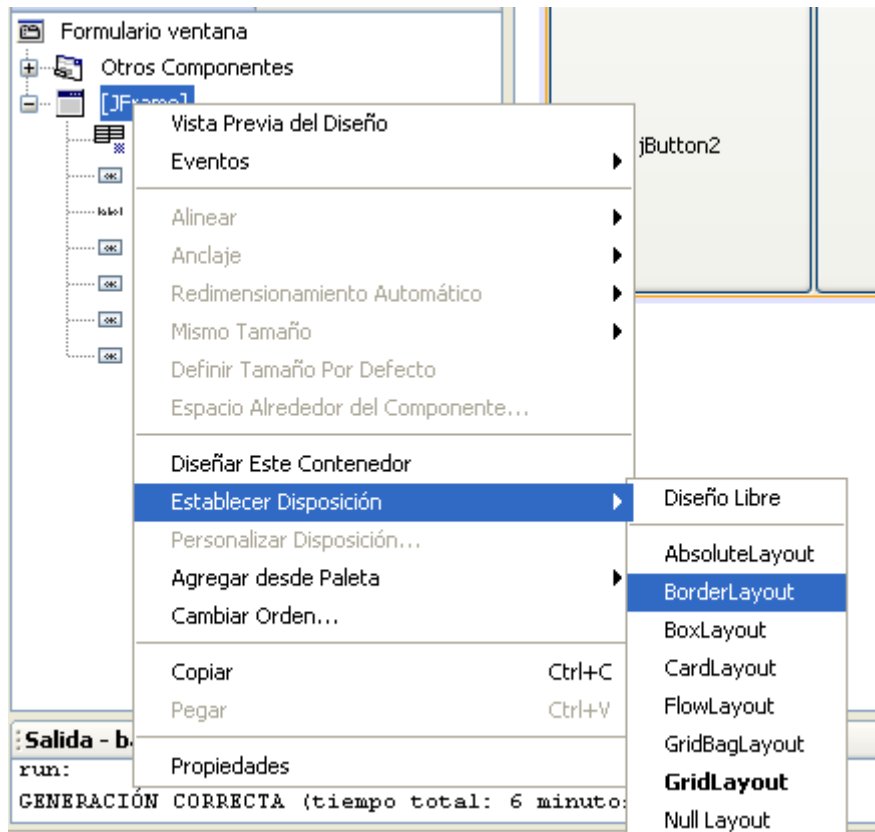 Formulario ventana
Otros Componentes
[JFrame]
label
jButton2
Vista Previa del Diseño
Eventos
Alinear
Anclaje
Redimensionamiento Automático
Mismo Tamaño
Definir Tamaño Por Defecto
Espacio Alrededor del Componente...
Diseñar Este Contenedor
Establecer Disposición
Personalizar Disposición...
Agregar desde Paleta
Cambiar Orden...
Copiar Ctrl+C
Pegar Ctrl+V
Propiedades
Diseño Libre
AbsoluteLayout
BorderLayout
BoxLayout
CardLayout
FlowLayout
GridBagLayout
GridLayout
Null Layout
Salida - b
run:
GENERACIÓN CORRECTA (tiempo total: 6 minuto